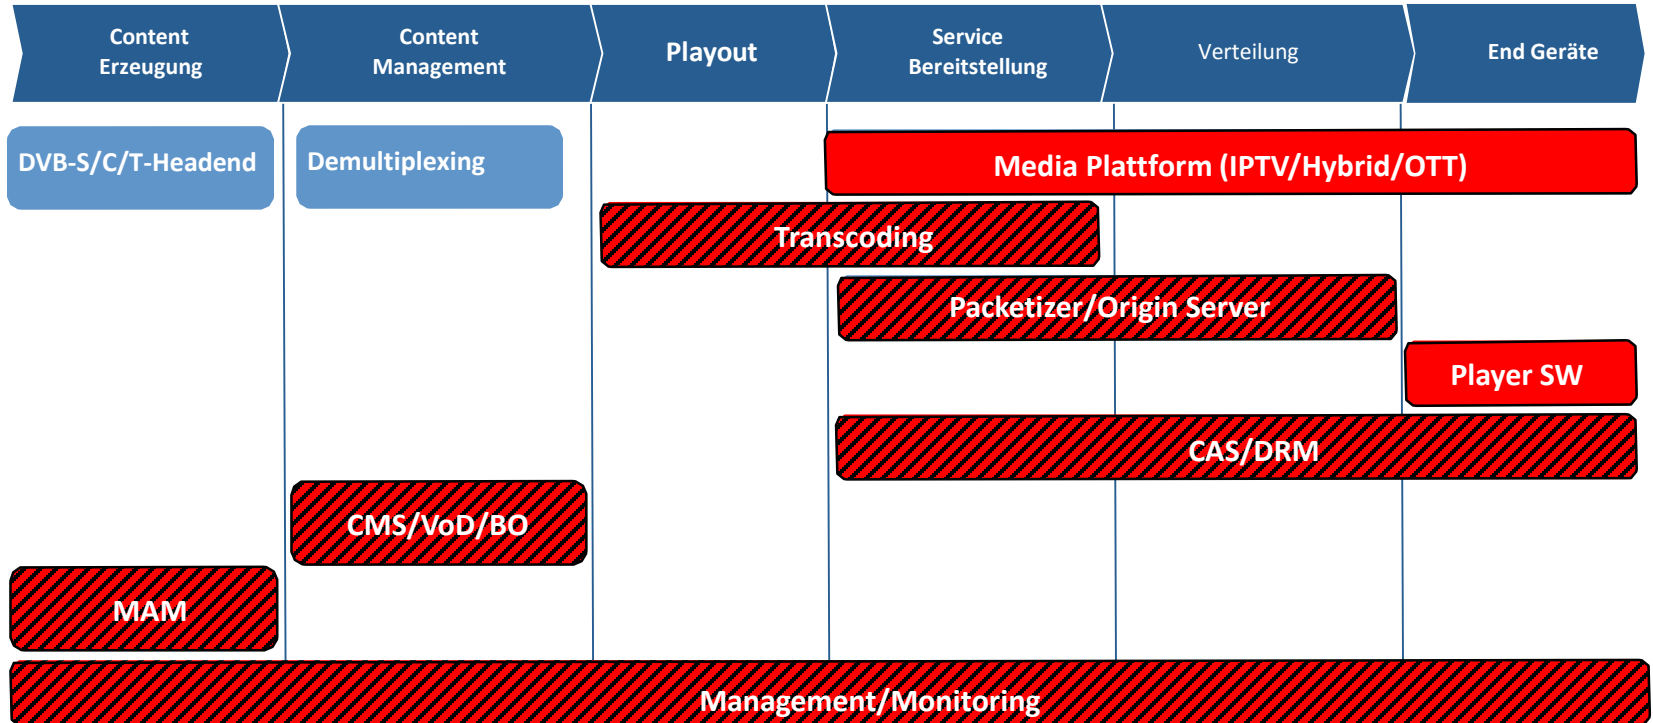 Content
Erzeugung
Content
Management
Playout
Service
Bereitstellung
Verteilung
End Geräte
DVB-S/C/T-Headend
Demultiplexing
Media Plattform (IPTV/Hybrid/OTT)
Transcoding
Packetizer/Origin Server
Player SW
CAS/DRM
CMS/VoD/BO
MAM
Management/Monitoring